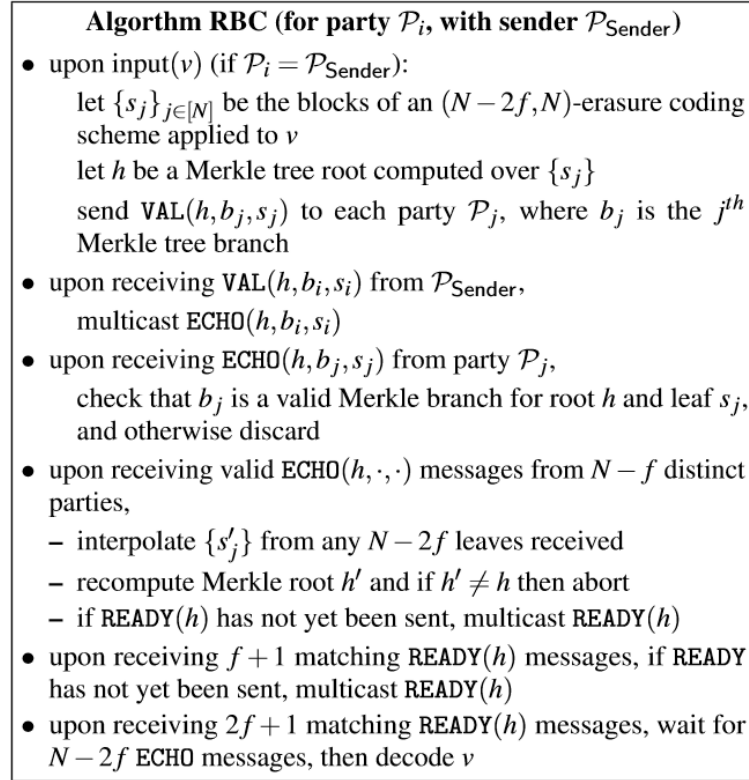 Algorthm RBC (for party 𝒫ᵢ, with sender 𝒫_Sender)
• upon input(v) (if 𝒫ᵢ = 𝒫_Sender):
let {sⱼ}_{j∈[N]} be the blocks of an (N − 2f, N)-erasure coding
scheme applied to v
let h be a Merkle tree root computed over {sⱼ}
send VAL(h, bⱼ, sⱼ) to each party 𝒫ⱼ, where bⱼ is the j^{th}
Merkle tree branch
• upon receiving VAL(h, bᵢ, sᵢ) from 𝒫_Sender,
multicast ECHO(h, bᵢ, sᵢ)
• upon receiving ECHO(h, bⱼ, sⱼ) from party 𝒫ⱼ,
check that bⱼ is a valid Merkle branch for root h and leaf sⱼ,
and otherwise discard
• upon receiving valid ECHO(h, ·, ·) messages from N − f distinct
parties,
– interpolate {s′ⱼ} from any N − 2f leaves received
– recompute Merkle root h′ and if h′ ≠ h then abort
– if READY(h) has not yet been sent, multicast READY(h)
• upon receiving f + 1 matching READY(h) messages, if READY
has not yet been sent, multicast READY(h)
• upon receiving 2f + 1 matching READY(h) messages, wait for
N − 2f ECHO messages, then decode v